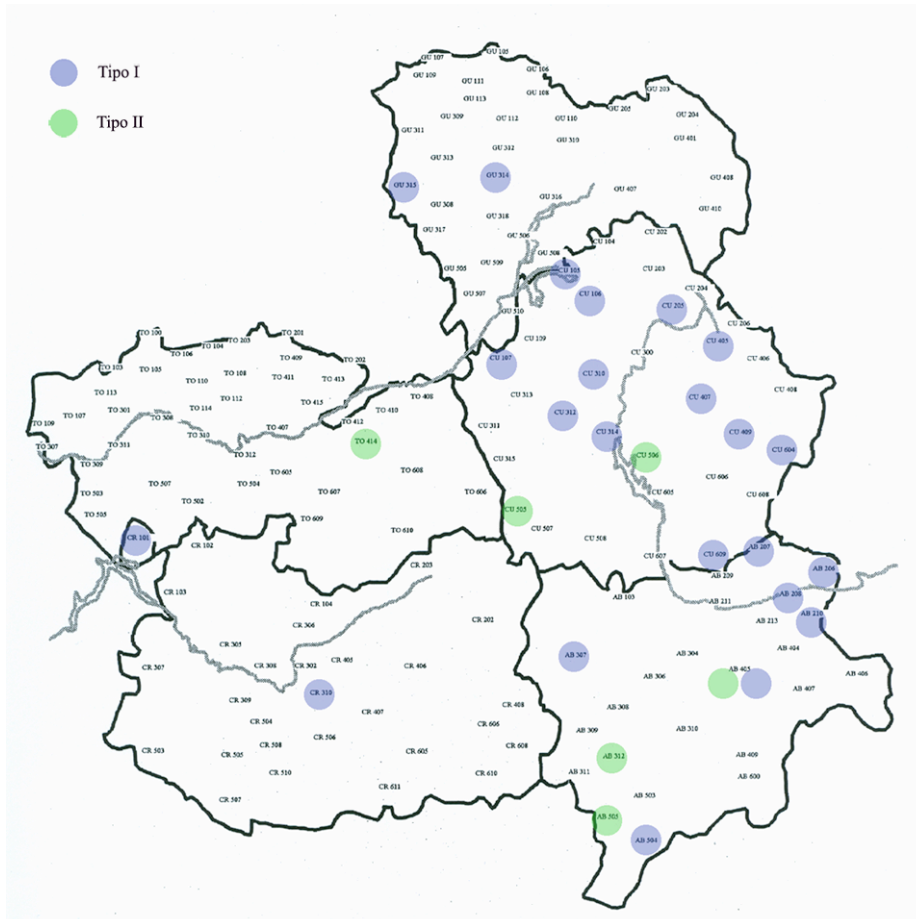 Tipo I
Tipo II
GU 107
GU 105
GU 106
GU 109
GU 111
GU 108
GU 203
GU 113
GU 205
GU 309
GU 112
GU 110
GU 204
GU 311
GU 310
GU 401
GU 312
GU 313
GU 315
GU 314
GU 408
GU 407
GU 316
GU 308
GU 410
GU 318
GU 317
GU 506
CU 202
CU 104
GU 508
GU 509
GU 505
CU 105
CU 203
GU 507
CU 106
CU 204
GU 510
CU 205
CU 206
TO 100
TO 201
TO 203
TO 104
CU 109
CU 405
TO 106
CU 300
TO 409
TO 202
CU 107
CU 406
TO 103
TO 105
TO 108
CU 310
TO 110
TO 411
TO 413
CU 408
TO 113
TO 112
TO 408
CU 313
CU 407
TO 415
TO 114
TO 301
TO 410
TO 107
TO 308
CU 312
TO 109
TO 407
TO 412
CU 311
TO 310
CU 314
CU 409
TO 311
TO 414
TO 307
TO 312
CU 506
CU 604
TO 309
CU 315
TO 605
TO 608
CU 606
TO 507
TO 504
TO 503
TO 607
TO 606
CU 605
CU 608
TO 502
TO 505
CU 505
TO 609
TO 610
CU 507
CR 101
CU 508
CR 102
AB 207
CU 609
CU 607
CR 203
AB 206
AB 209
CR 103
AB 103
AB 208
CR 104
AB 211
AB 210
CR 202
AB 213
CR 306
CR 305
AB 404
AB 307
AB 304
CR 405
CR 307
CR 308
CR 302
CR 406
AB 403
AB 406
AB 306
CR 310
AB 407
CR 309
CR 408
AB 308
CR 407
CR 504
CR 606
AB 310
AB 309
CR 506
CR 508
CR 608
CR 503
CR 605
CR 505
AB 312
AB 409
CR 510
CR 610
AB 311
AB 600
CR 611
AB 503
CR 507
AB 505
AB 504